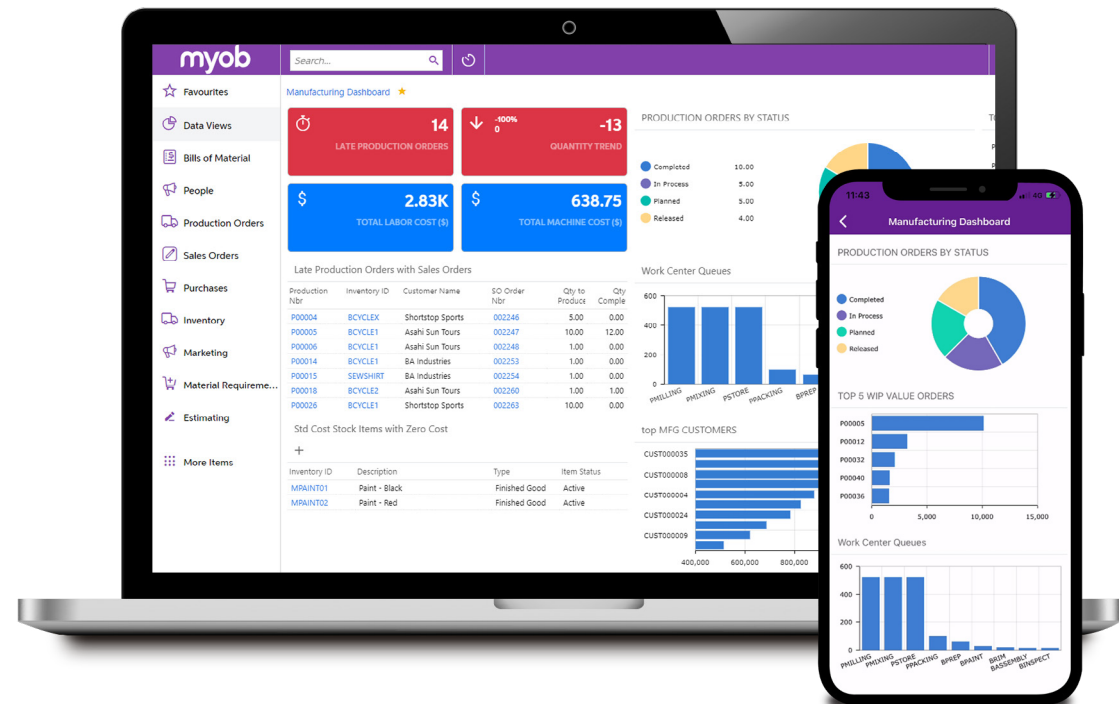 myob
Search...
Favourites
Data Views
Bills of Material
People
Production Orders
Sales Orders
Purchases
Inventory
Marketing
Material Requireme...
Estimating
More Items
Manufacturing Dashboard
14
LATE PRODUCTION ORDERS
-100%
0
-13
QUANTITY TREND
$
2.83K
TOTAL LABOR COST ($)
$
638.75
TOTAL MACHINE COST ($)
Late Production Orders with Sales Orders
Production Nbr Inventory ID Customer Name SO Order Nbr Qty to Produce Qty Comple
P00004 BCYCLEX Shortstop Sports 002246 5.00 0.00
P00005 BCYCLE1 Asahi Sun Tours 002247 10.00 12.00
P00006 BCYCLE1 Asahi Sun Tours 002248 1.00 0.00
P00014 BCYCLE1 BA Industries 002253 1.00 0.00
P00015 SEWSHIRT BA Industries 002254 1.00 0.00
P00018 BCYCLE2 Asahi Sun Tours 002260 1.00 1.00
P00026 BCYCLE1 Shortstop Sports 002263 10.00 0.00
Std Cost Stock Items with Zero Cost
+
Inventory ID Description Type Item Status
MPAINT01 Paint - Black Finished Good Active
MPAINT02 Paint - Red Finished Good Active
PRODUCTION ORDERS BY STATUS
Completed 10.00
In Process 5.00
Planned 5.00
Released 4.00
Work Center Queues
600
400
200
0
PMILLING PMIXING PSTORE PPACKING BPREP
top MFG CUSTOMERS
CUST000035
CUST000008
CUST000004
CUST000024
CUST000009
400,000 600,000 800,000
11:43
4G
Manufacturing Dashboard
PRODUCTION ORDERS BY STATUS
Completed
In Process
Planned
Released
TOP 5 WIP VALUE ORDERS
P00005
P00012
P00032
P00040
P00036
0 5,000 10,000 15,000
Work Center Queues
600
400
200
0
PMILLING PMIXING PSTORE PPACKING BPREP BPAINT BRIM BASSEMBLY BINSPECT